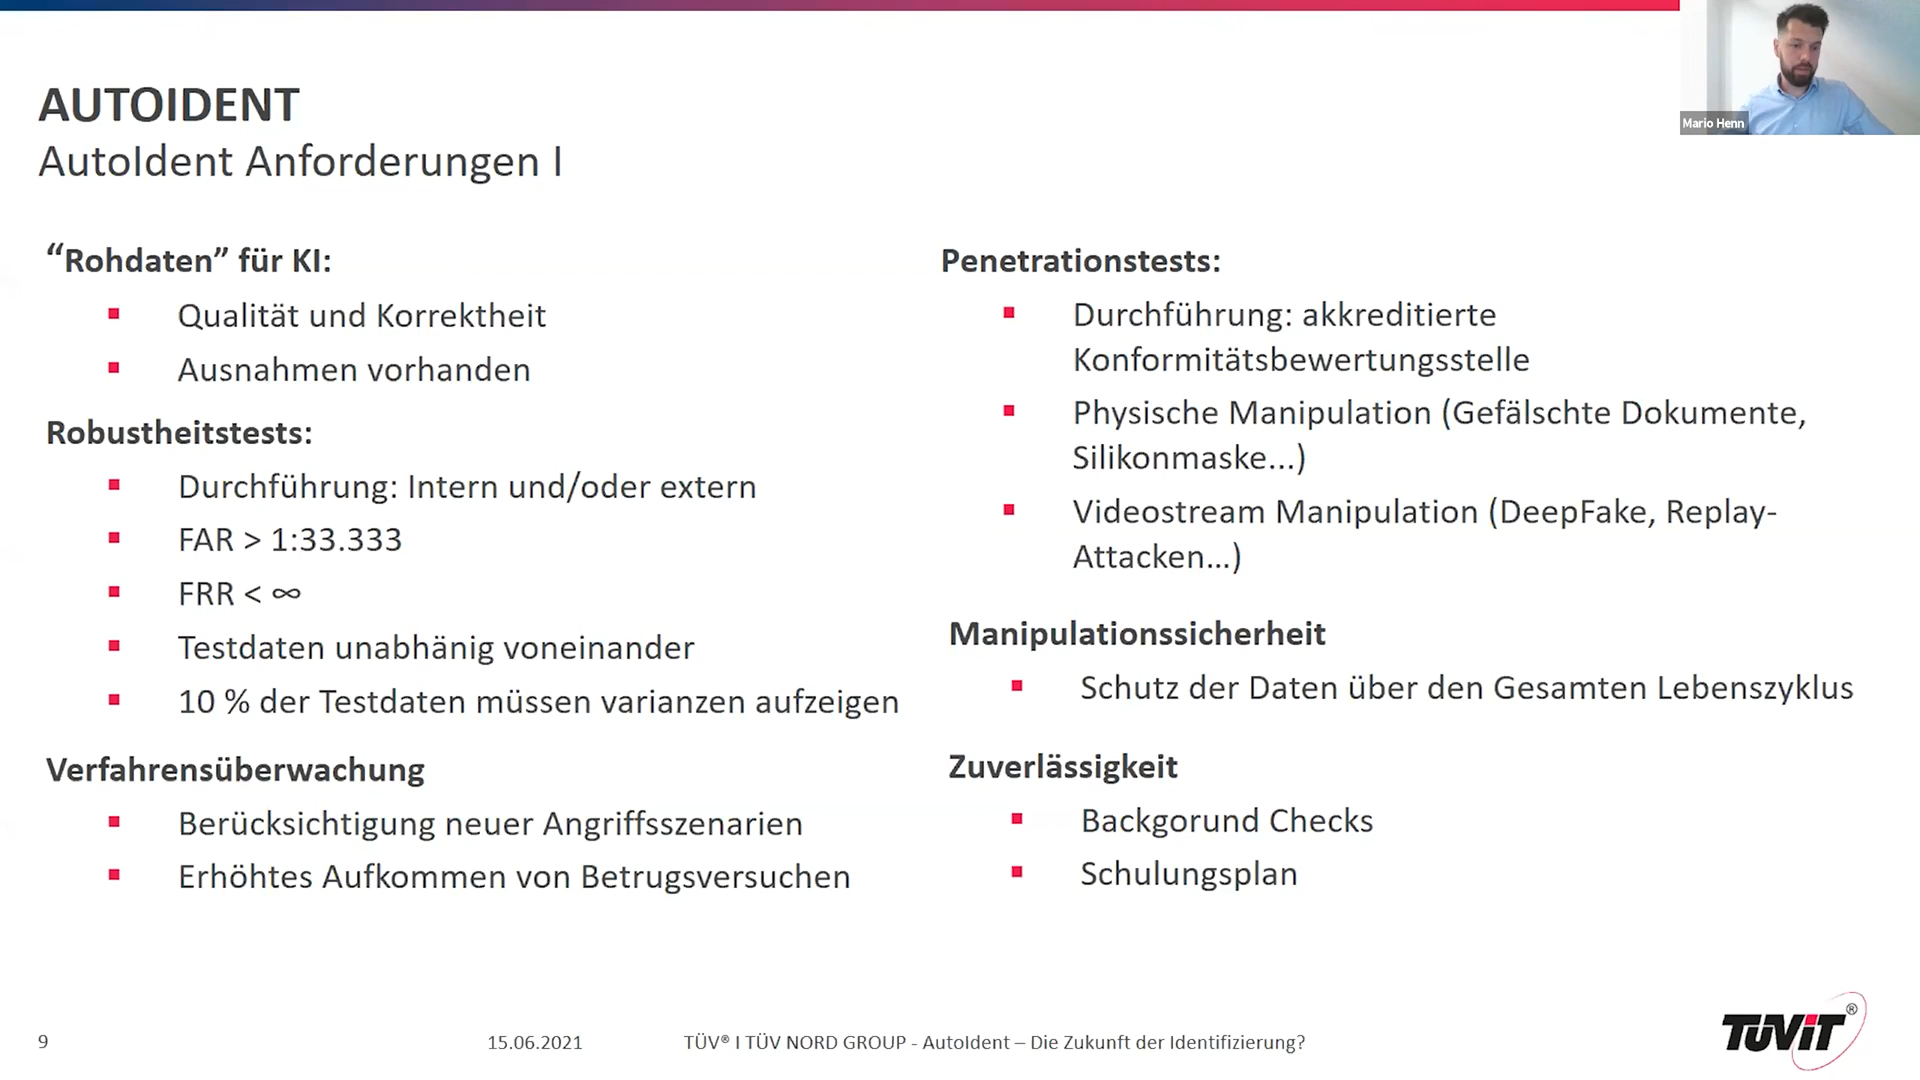 Mario Henn
AUTOIDENT
AutoIdent Anforderungen I
“Rohdaten” für KI:
Qualität und Korrektheit
Ausnahmen vorhanden
Robustheitstests:
Durchführung: Intern und/oder extern
FAR > 1:33.333
FRR < ∞
Testdaten unabhänig voneinander
10 % der Testdaten müssen varianzen aufzeigen
Verfahrensüberwachung
Berücksichtigung neuer Angriffsszenarien
Erhöhtes Aufkommen von Betrugsversuchen
Penetrationstests:
Durchführung: akkreditierte
Konformitätsbewertungsstelle
Physische Manipulation (Gefälschte Dokumente,
Silikonmaske...)
Videostream Manipulation (DeepFake, Replay-
Attacken...)
Manipulationssicherheit
Schutz der Daten über den Gesamten Lebenszyklus
Zuverlässigkeit
Backgorund Checks
Schulungsplan
9
15.06.2021
TÜV® I TÜV NORD GROUP - AutoIdent – Die Zukunft der Identifizierung?
TÜViT ®